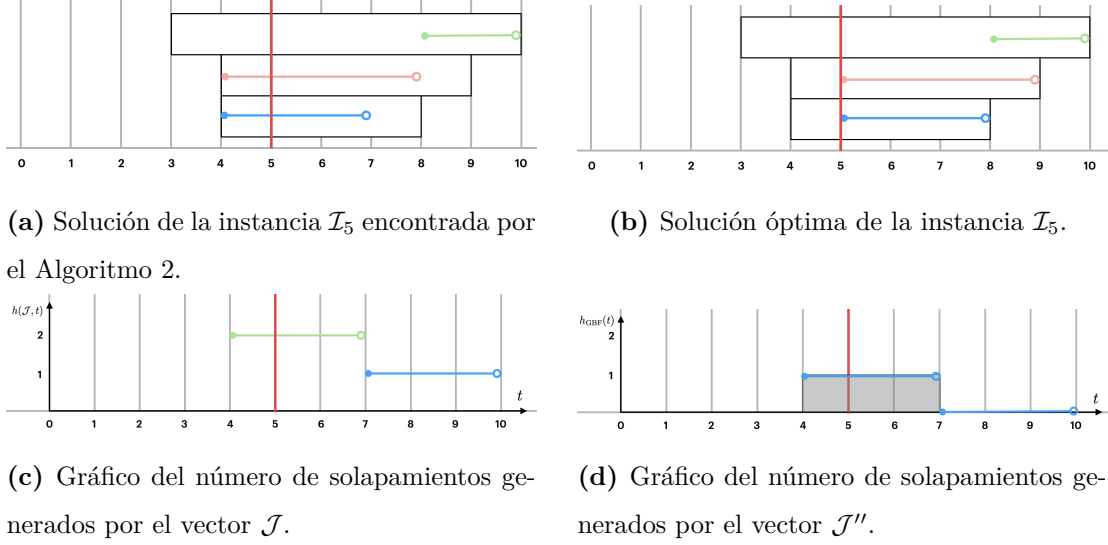 0 1 2 3 4 5 6 7 8 9 10
0 1 2 3 4 5 6 7 8 9 10
(a) Solución de la instancia I₅ encontrada por
el Algoritmo 2.
(b) Solución óptima de la instancia I₅.
h(𝒥, t)
2
1
t
0 1 2 3 4 5 6 7 8 9 10
h_GBF(t)
2
1
t
0 1 2 3 4 5 6 7 8 9 10
(c) Gráfico del número de solapamientos ge-
nerados por el vector 𝒥.
(d) Gráfico del número de solapamientos ge-
nerados por el vector 𝒥″.